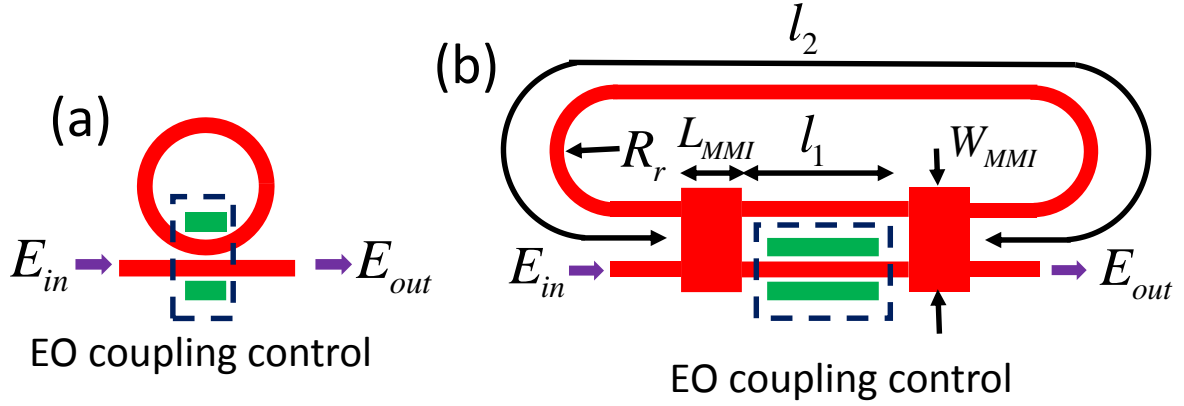 (a)
E_in
E_out
EO coupling control
(b)
l_2
R_r
L_MMI
l_1
W_MMI
E_in
E_out
EO coupling control